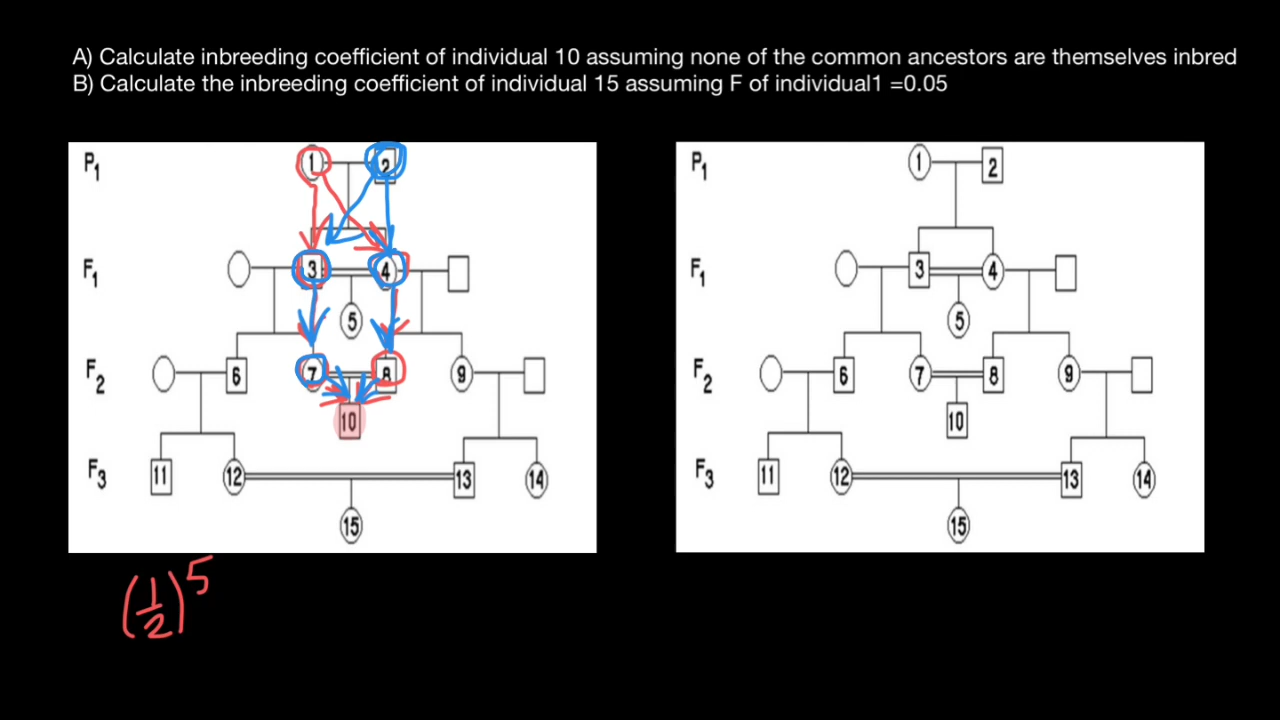 A) Calculate inbreeding coefficient of individual 10 assuming none of the common ancestors are themselves inbred
B) Calculate the inbreeding coefficient of individual 15 assuming F of individual1 =0.05
P1 1 2
F1 3 4
5
F2 6 7 8 9
10
F3 11 12 13 14
15
P1 1 2
F1 3 4
5
F2 6 7 8 9
10
F3 11 12 13 14
15
(1/2)^5